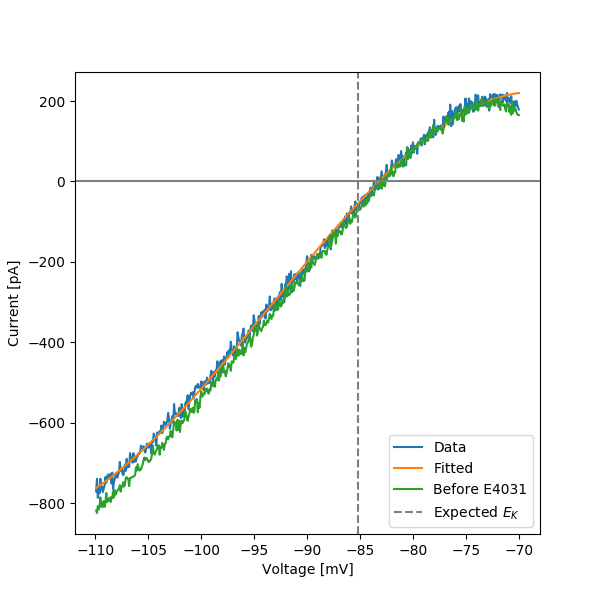 200
0
−200
−400
−600
−800
Current [pA]
−110 −105 −100 −95 −90 −85 −80 −75 −70
Voltage [mV]
Data
Fitted
Before E4031
Expected E_K